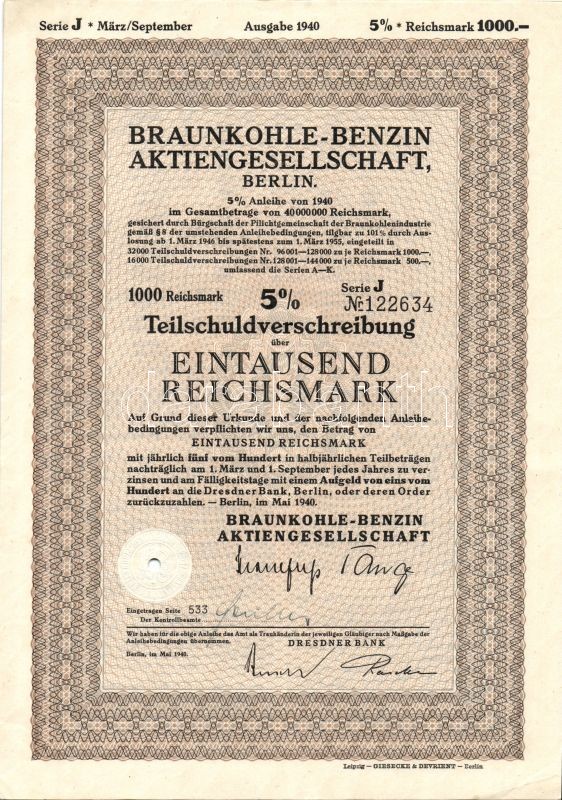 Serie J * März/September Ausgabe 1940 5% * Reichsmark 1000.—
BRAUNKOHLE-BENZIN
AKTIENGESELLSCHAFT,
BERLIN.
5% Anleihe von 1940
im Gesamtbetrage von 40000000 Reichsmark,
gesichert durch Bürgschaft der Pflichtgemeinschaft der Braunkohlenindustrie
gemäß § 8 der umstehenden Anleihebedingungen, tilgbar zu 101% durch Aus-
losung ab 1. März 1946 bis spätestens zum 1. März 1955, eingeteilt in
32000 Teilschuldverschreibungen Nr. 96001—128000 zu je Reichsmark 1000.—,
16000 Teilschuldverschreibungen Nr. 128001—144000 zu je Reichsmark 500.—,
umfassend die Serien A—K.
1000 Reichsmark 5% Serie J
№ 122634
Teilschuldverschreibung
über
EINTAUSEND
REICHSMARK
Auf Grund dieser Urkunde und der nachfolgenden Anleihe-
bedingungen verpflichten wir uns, den Betrag von
EINTAUSEND REICHSMARK
mit jährlich fünf vom Hundert in halbjährlichen Teilbeträgen
nachträglich am 1. März und 1. September jedes Jahres zu ver-
zinsen und am Fälligkeitstage mit einem Aufgeld von eins vom
Hundert an die Dresdner Bank, Berlin, oder deren Order
zurückzuzahlen. — Berlin, im Mai 1940.
BRAUNKOHLE-BENZIN
AKTIENGESELLSCHAFT
Eingetragen Seite 533
Der Kontrollbeamte
Wir haben für die obige Anleihe das Amt als Treuhänderin der jeweiligen Gläubiger nach Maßgabe der
Anleihebedingungen übernommen. DRESDNER BANK
Berlin, im Mai 1940.
Leipzig — GIESECKE & DEVRIENT — Berlin